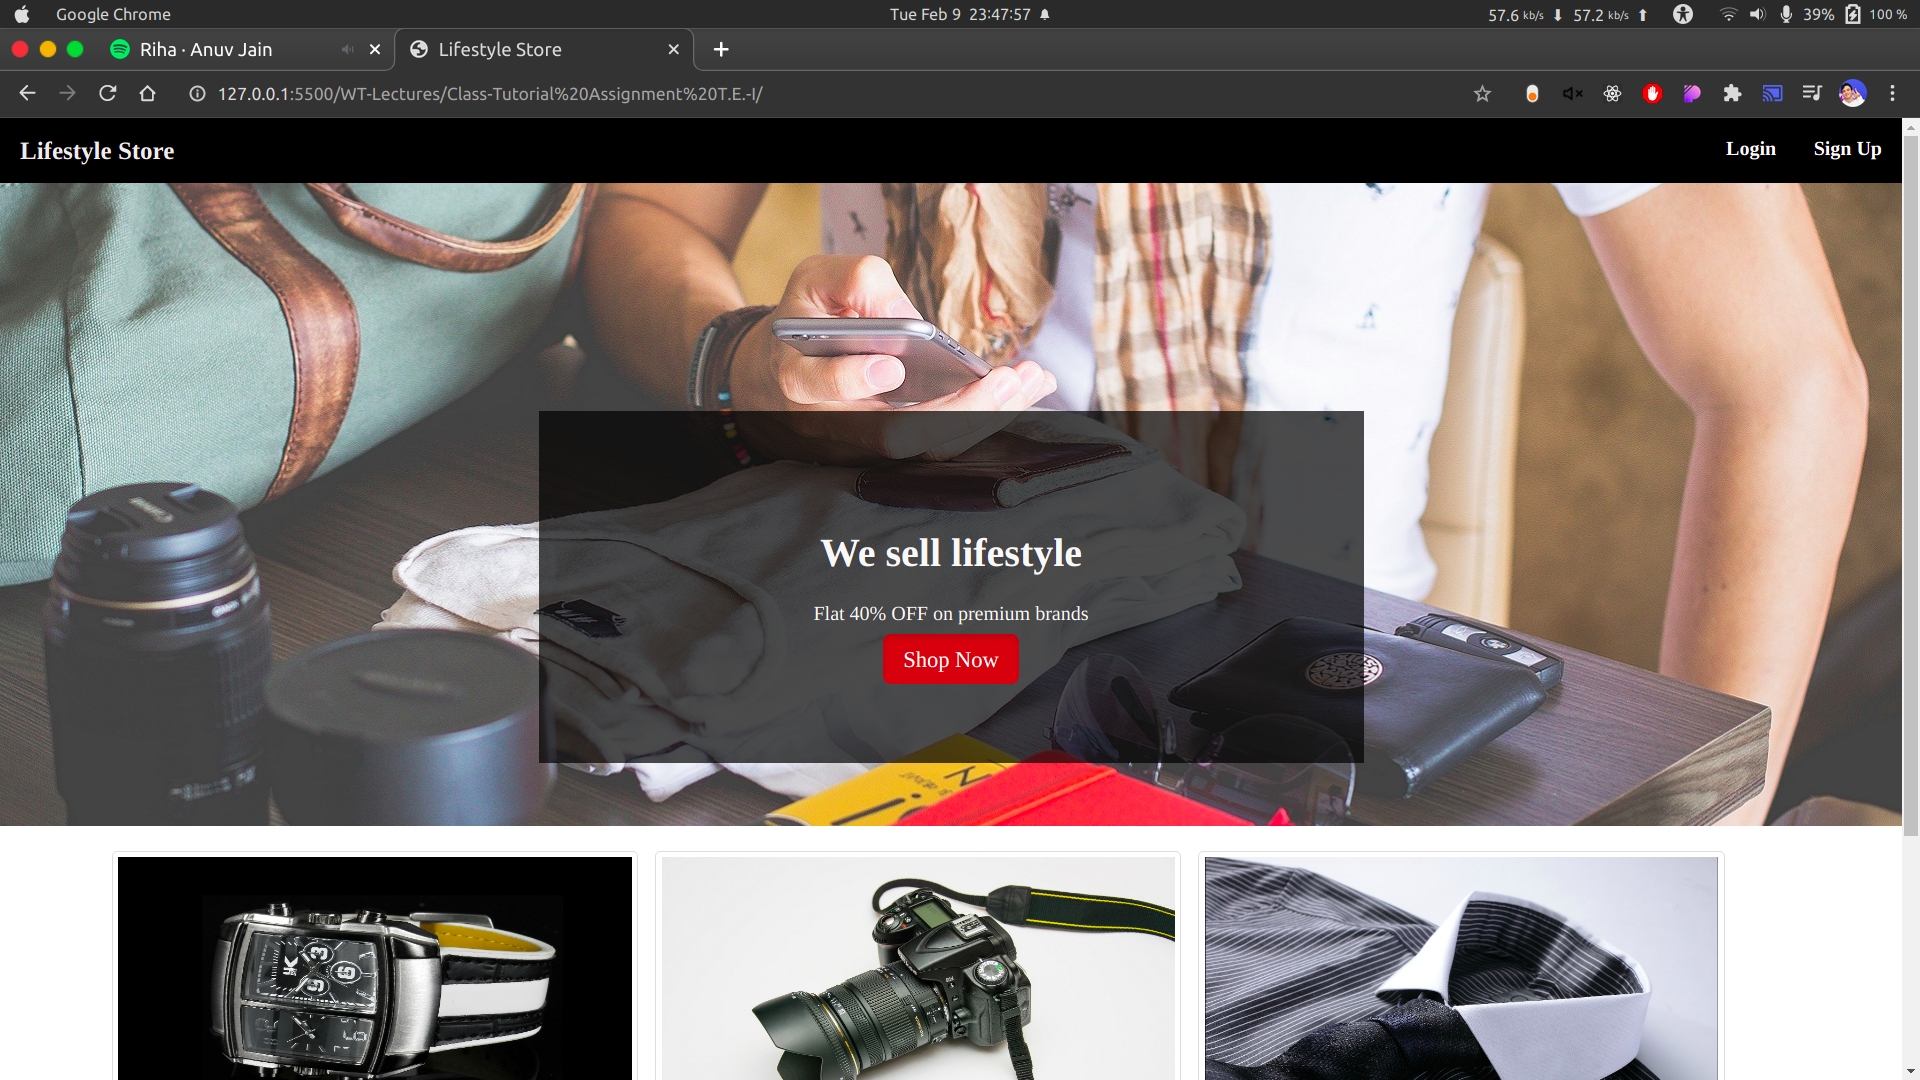 Google Chrome
Tue Feb 9 23:47:57
57.6 kb/s 57.2 kb/s 39% 100 %
Riha · Anuv Jain
Lifestyle Store
127.0.0.1:5500/WT-Lectures/Class-Tutorial%20Assignment%20T.E.-I/
Lifestyle Store
Login
Sign Up
We sell lifestyle
Flat 40% OFF on premium brands
Shop Now